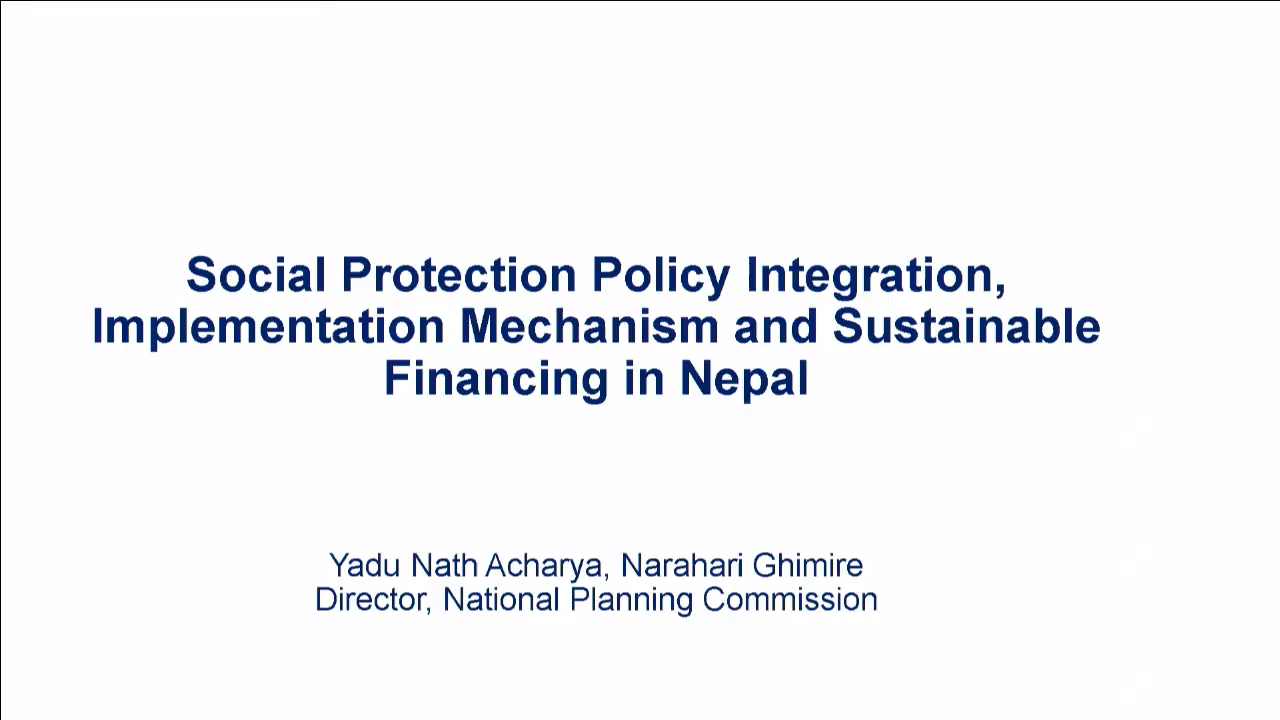 Social Protection Policy Integration,
Implementation Mechanism and Sustainable
Financing in Nepal
Yadu Nath Acharya, Narahari Ghimire
Director, National Planning Commission